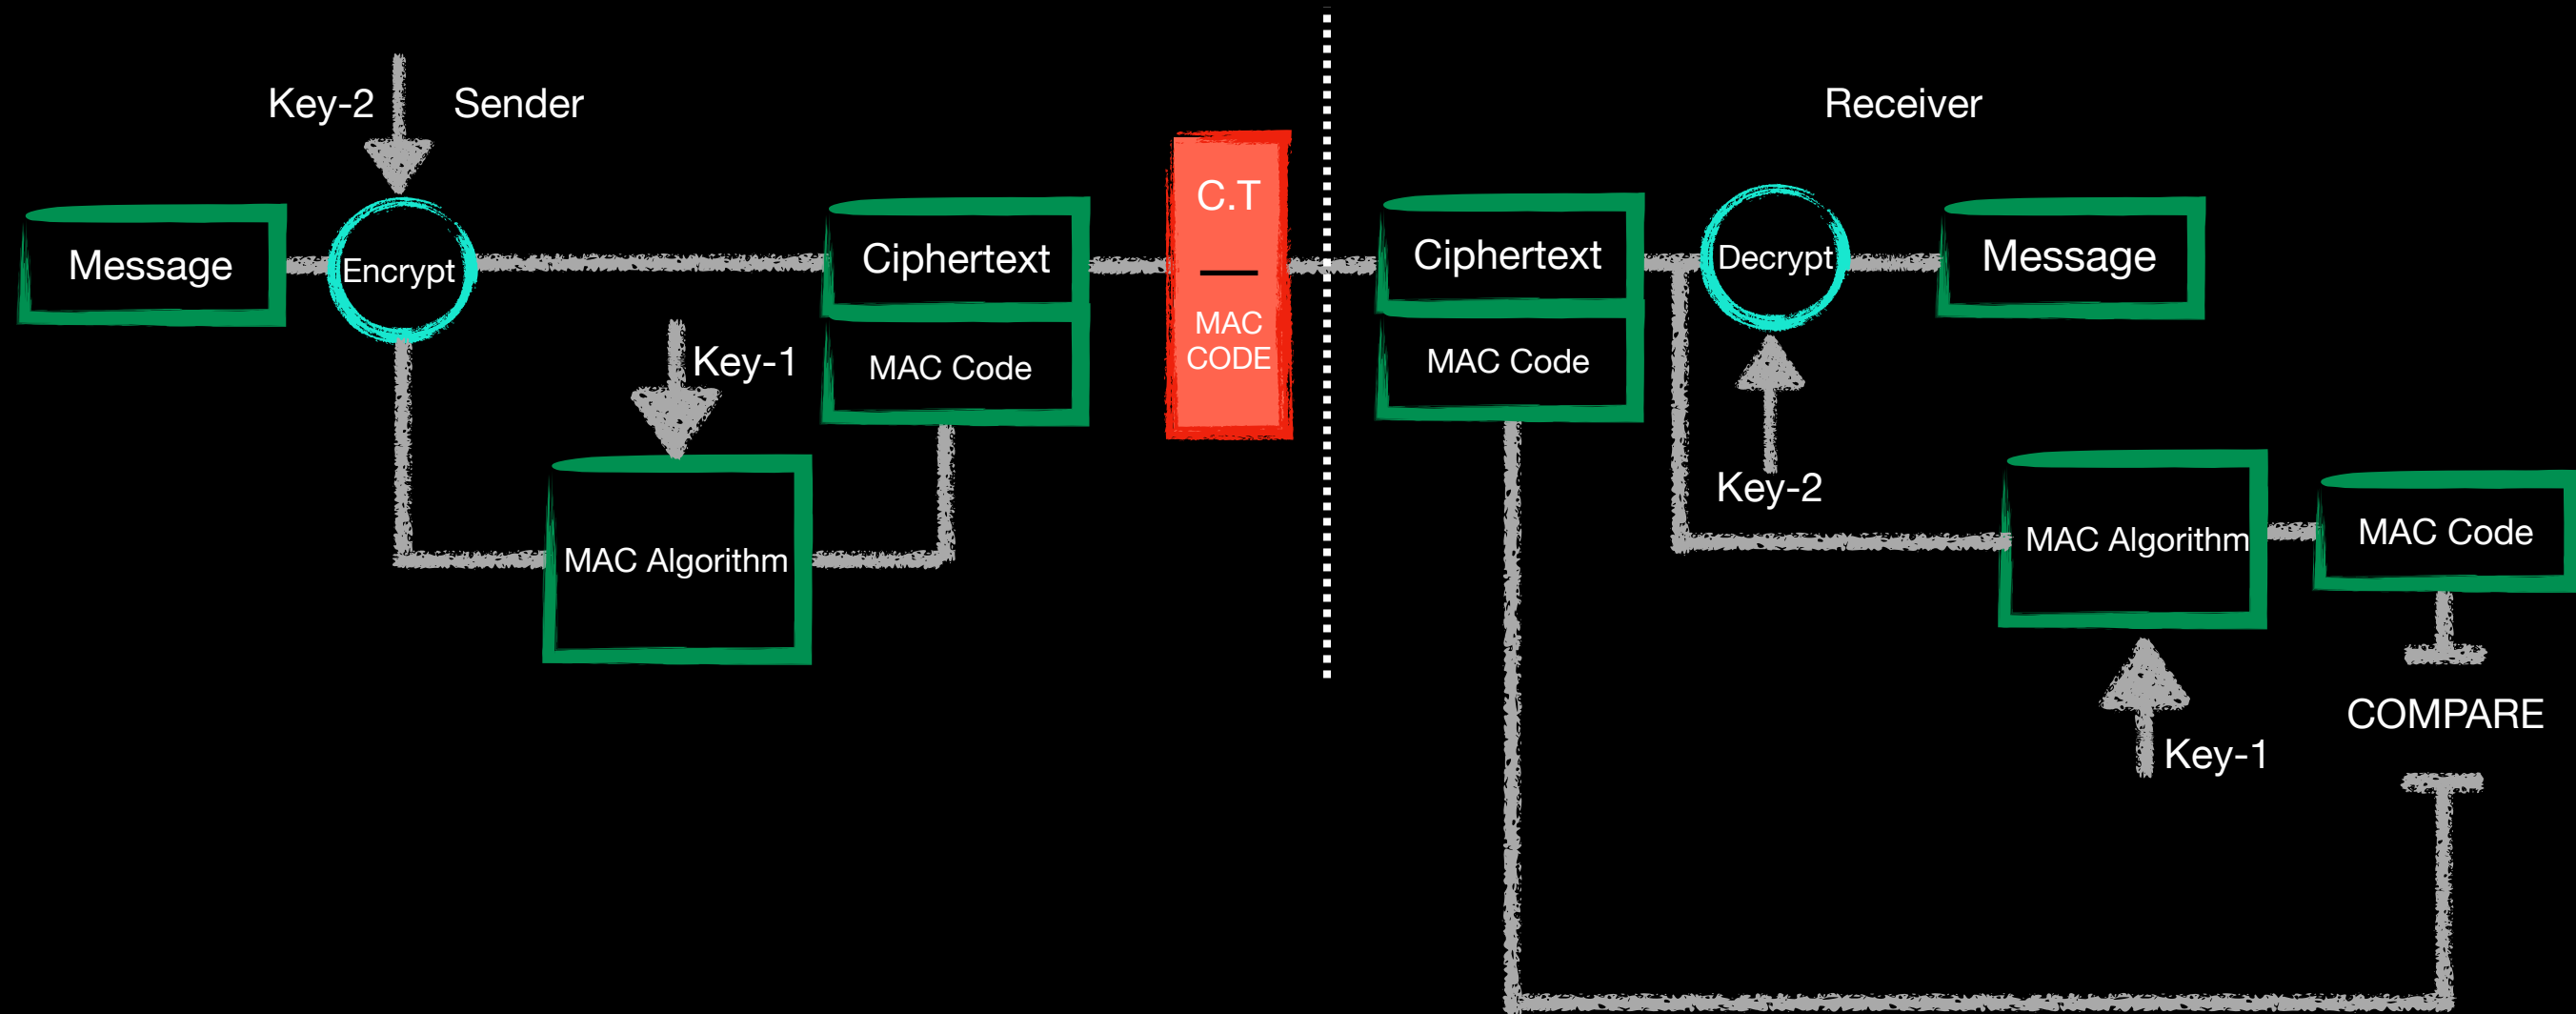 Key-2
Sender
Message
Encrypt
Ciphertext
MAC Code
Key-1
MAC Algorithm
C.T
MAC
CODE
Receiver
Ciphertext
MAC Code
Decrypt
Message
Key-2
MAC Algorithm
MAC Code
Key-1
COMPARE